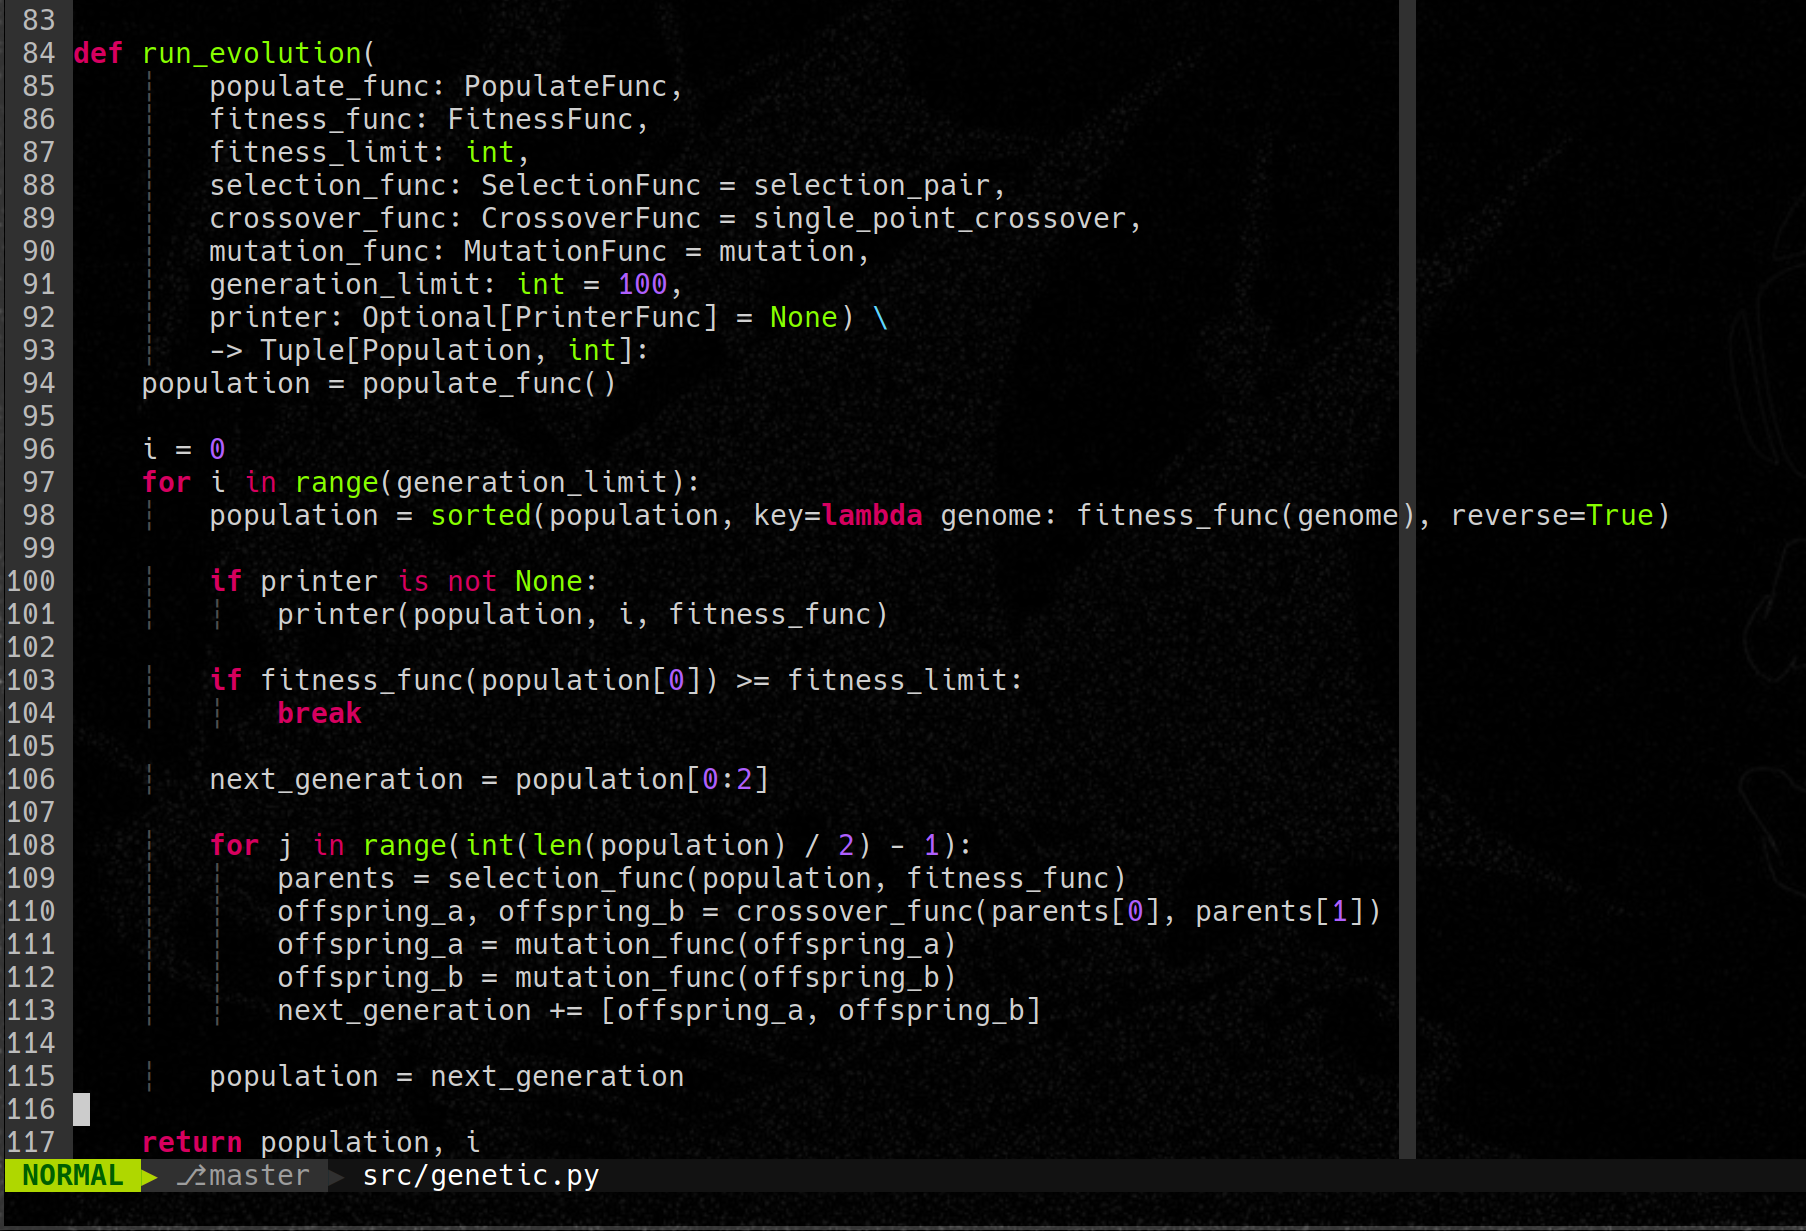 83
84 def run_evolution(
85         populate_func: PopulateFunc,
86         fitness_func: FitnessFunc,
87         fitness_limit: int,
88         selection_func: SelectionFunc = selection_pair,
89         crossover_func: CrossoverFunc = single_point_crossover,
90         mutation_func: MutationFunc = mutation,
91         generation_limit: int = 100,
92         printer: Optional[PrinterFunc] = None) \
93         -> Tuple[Population, int]:
94     population = populate_func()
95
96     i = 0
97     for i in range(generation_limit):
98         population = sorted(population, key=lambda genome: fitness_func(genome), reverse=True)
99
100         if printer is not None:
101             printer(population, i, fitness_func)
102
103         if fitness_func(population[0]) >= fitness_limit:
104             break
105
106         next_generation = population[0:2]
107
108         for j in range(int(len(population) / 2) - 1):
109             parents = selection_func(population, fitness_func)
110             offspring_a, offspring_b = crossover_func(parents[0], parents[1])
111             offspring_a = mutation_func(offspring_a)
112             offspring_b = mutation_func(offspring_b)
113             next_generation += [offspring_a, offspring_b]
114
115         population = next_generation
116
117     return population, i
NORMAL ⎇master src/genetic.py